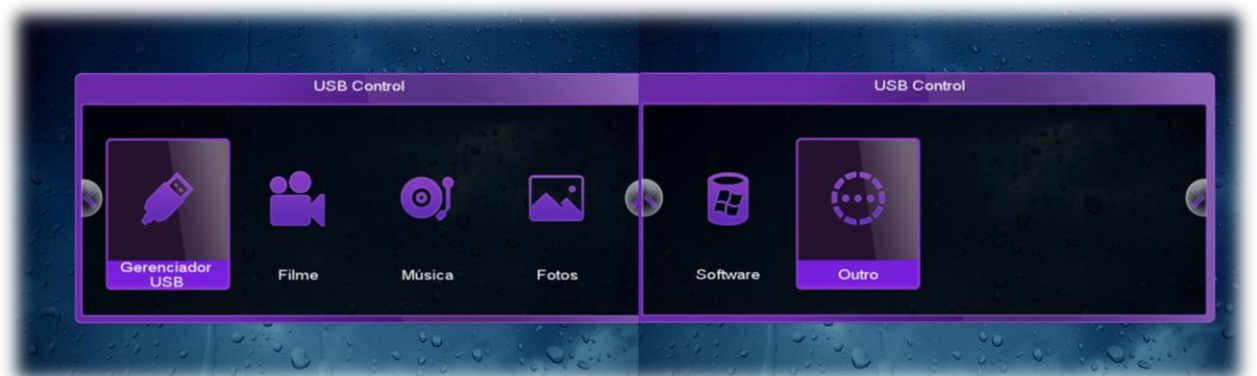 USB Control
Gerenciador
USB
Filme
Música
Fotos
USB Control
Software
Outro